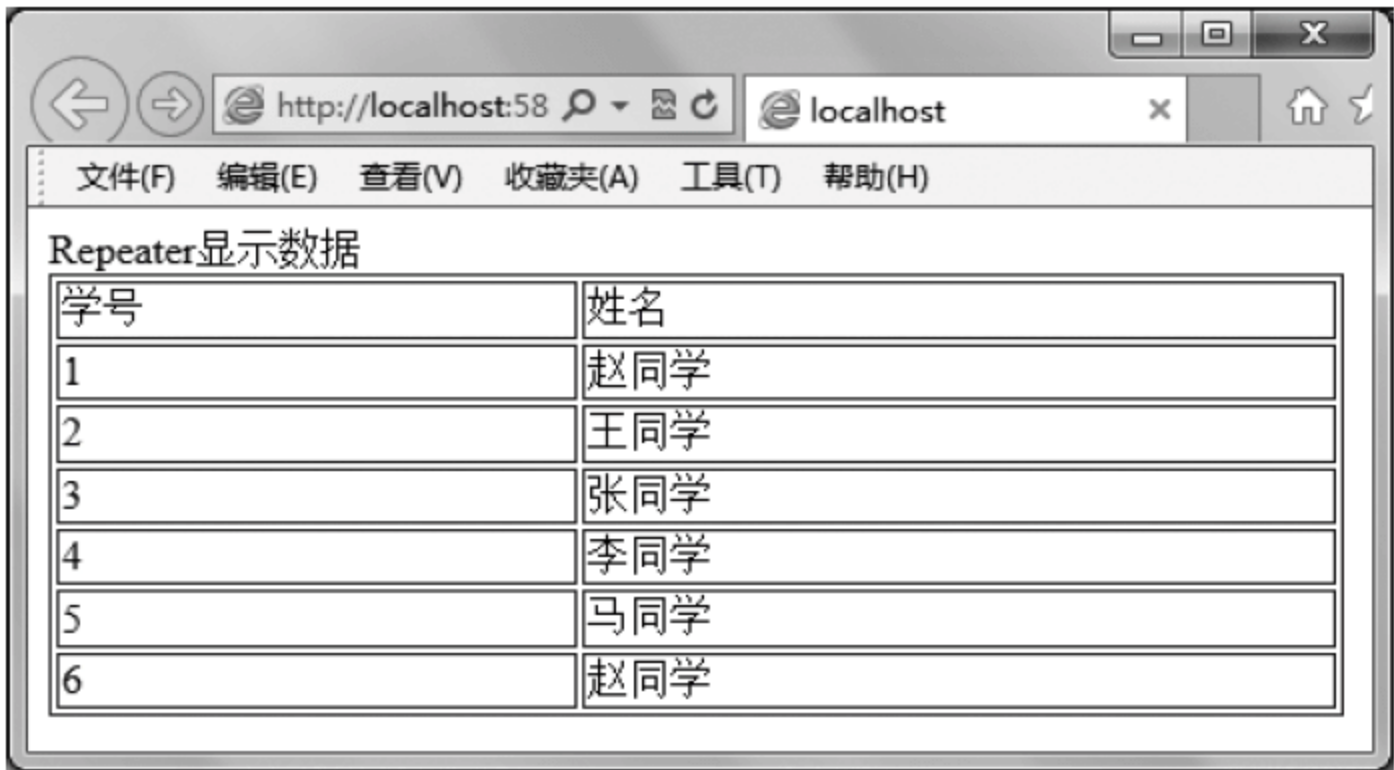 http://localhost:58
localhost
文件(F) 编辑(E) 查看(V) 收藏夹(A) 工具(T) 帮助(H)
Repeater显示数据
学号 姓名
1 赵同学
2 王同学
3 张同学
4 李同学
5 马同学
6 赵同学